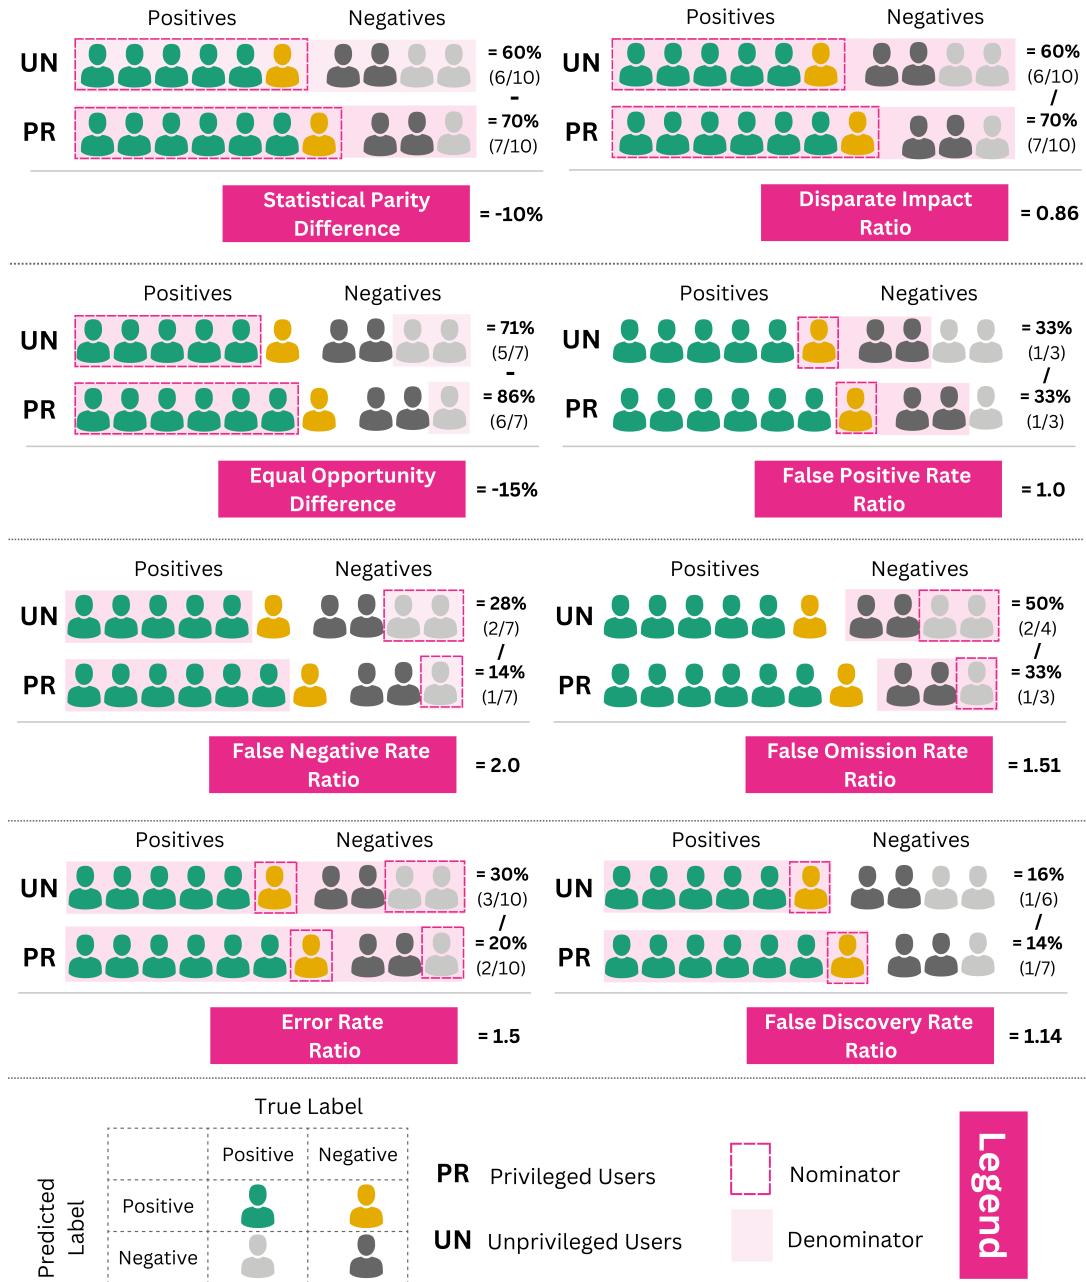 Positives Negatives
UN = 60%
(6/10)
-
PR = 70%
(7/10)
Statistical Parity
Difference = -10%
Positives Negatives
UN = 60%
(6/10)
/
PR = 70%
(7/10)
Disparate Impact
Ratio = 0.86
Positives Negatives
UN = 71%
(5/7)
-
PR = 86%
(6/7)
Equal Opportunity
Difference = -15%
Positives Negatives
UN = 33%
(1/3)
/
PR = 33%
(1/3)
False Positive Rate
Ratio = 1.0
Positives Negatives
UN = 28%
(2/7)
/
PR = 14%
(1/7)
False Negative Rate
Ratio = 2.0
Positives Negatives
UN = 50%
(2/4)
/
PR = 33%
(1/3)
False Omission Rate
Ratio = 1.51
Positives Negatives
UN = 30%
(3/10)
/
PR = 20%
(2/10)
Error Rate
Ratio = 1.5
Positives Negatives
UN = 16%
(1/6)
/
PR = 14%
(1/7)
False Discovery Rate
Ratio = 1.14
True Label
Positive Negative
Predicted
Label
Positive
Negative
PR Privileged Users
UN Unprivileged Users
Nominator
Denominator
Legend